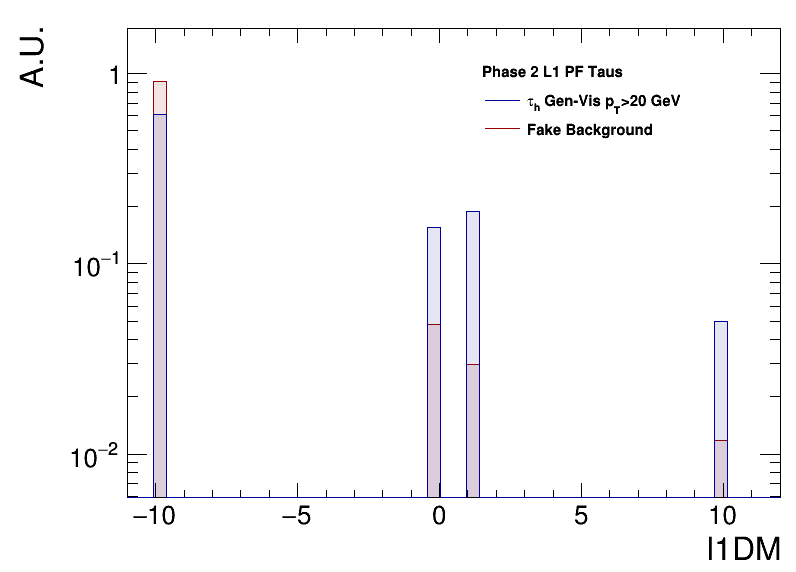 A.U.
Phase 2 L1 PF Taus
τh Gen-Vis pT>20 GeV
Fake Background
1
10−1
10−2
−10 −5 0 5 10
l1DM